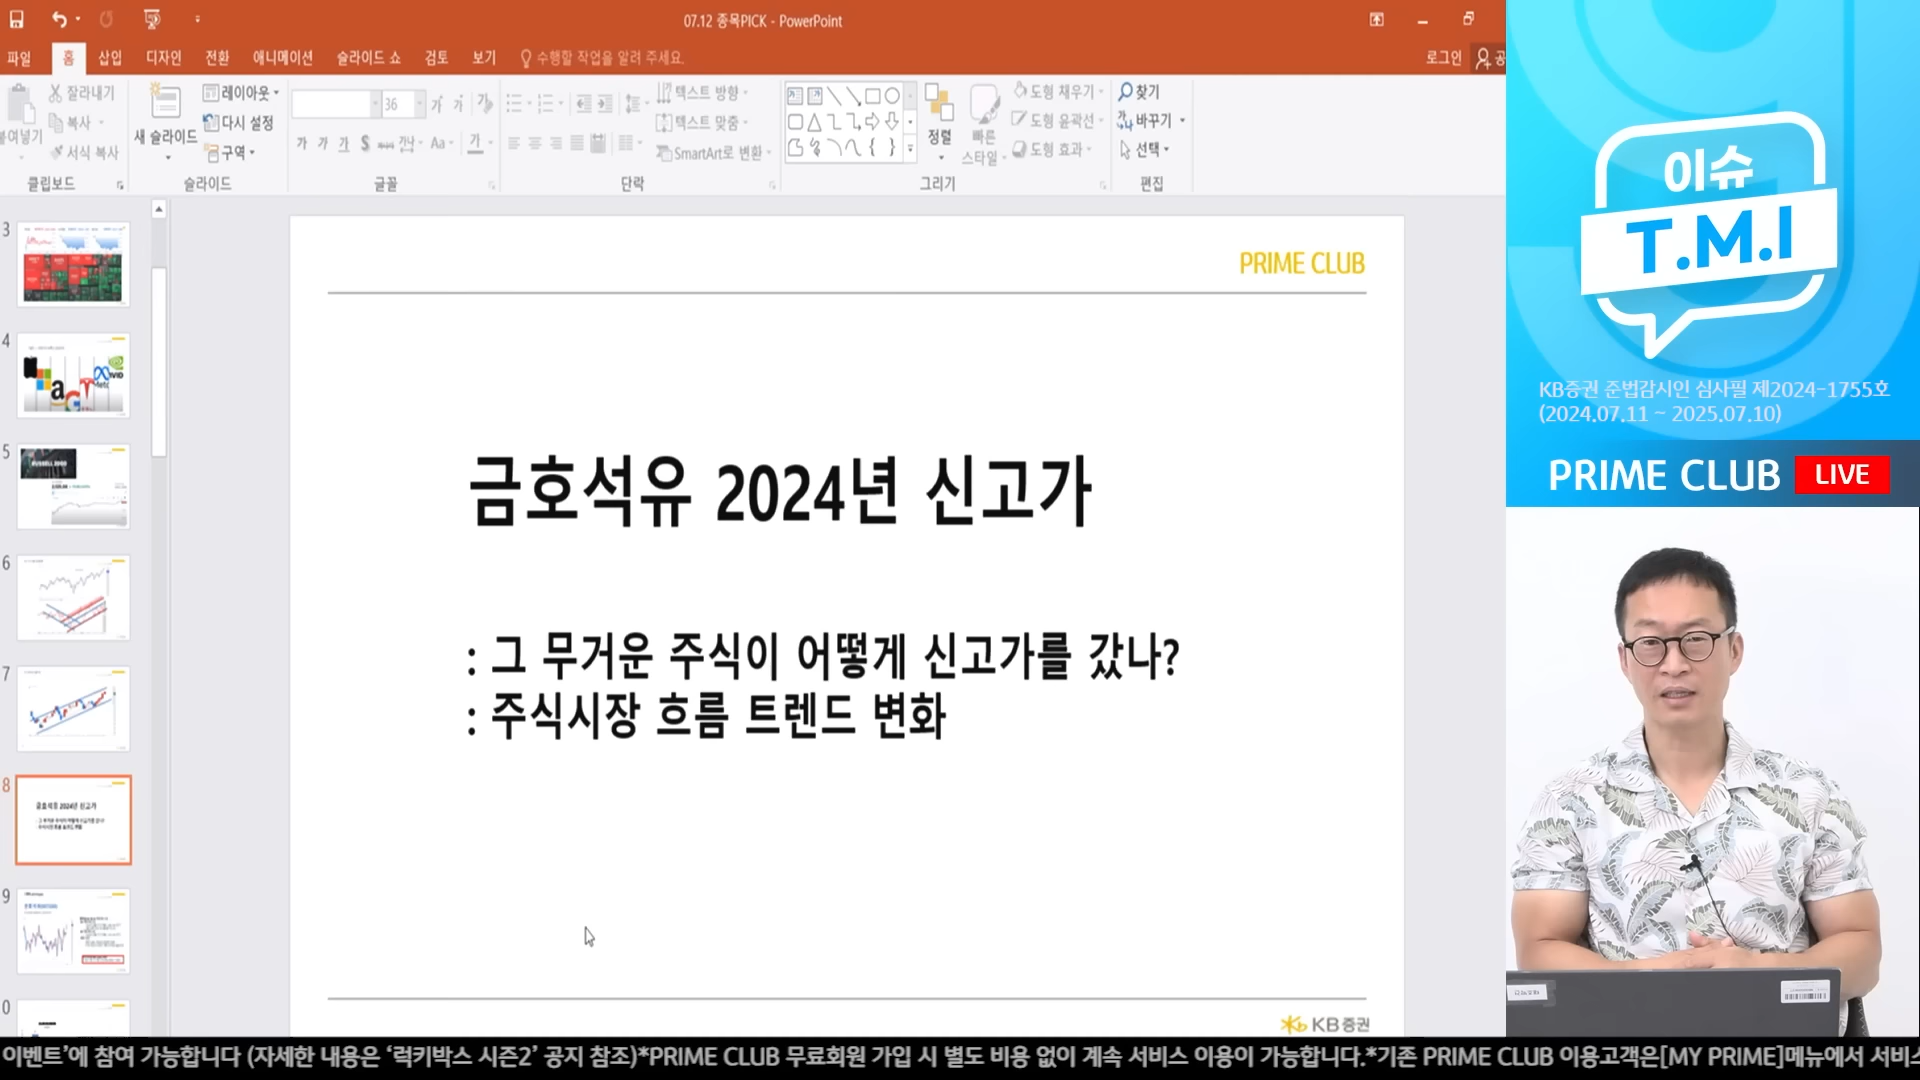 07.12 종목PICK - PowerPoint
파일 홈 삽입 디자인 전환 애니메이션 슬라이드 쇼 검토 보기 수행할 작업을 알려 주세요.
로그인
잘라내기
복사
서식 복사
클립보드
새 슬라이드
레이아웃
다시 설정
구역
슬라이드
36
글꼴
텍스트 방향
텍스트 맞춤
SmartArt로 변환
단락
정렬
빠른
스타일
도형 채우기
도형 윤곽선
도형 효과
그리기
찾기
바꾸기
선택
편집
3
4
5
6
7
8
9
0
PRIME CLUB
금호석유 2024년 신고가
: 그 무거운 주식이 어떻게 신고가를 갔나?
: 주식시장 흐름 트렌드 변화
KB증권
이슈
T.M.I
KB증권 준법감시인 심사필 제2024-1755호
(2024.07.11 ~ 2025.07.10)
PRIME CLUB LIVE
이벤트’에 참여 가능합니다 (자세한 내용은 ‘럭키박스 시즌2’ 공지 참조)*PRIME CLUB 무료회원 가입 시 별도 비용 없이 계속 서비스 이용이 가능합니다.*기존 PRIME CLUB 이용고객은[MY PRIME]메뉴에서 서비스